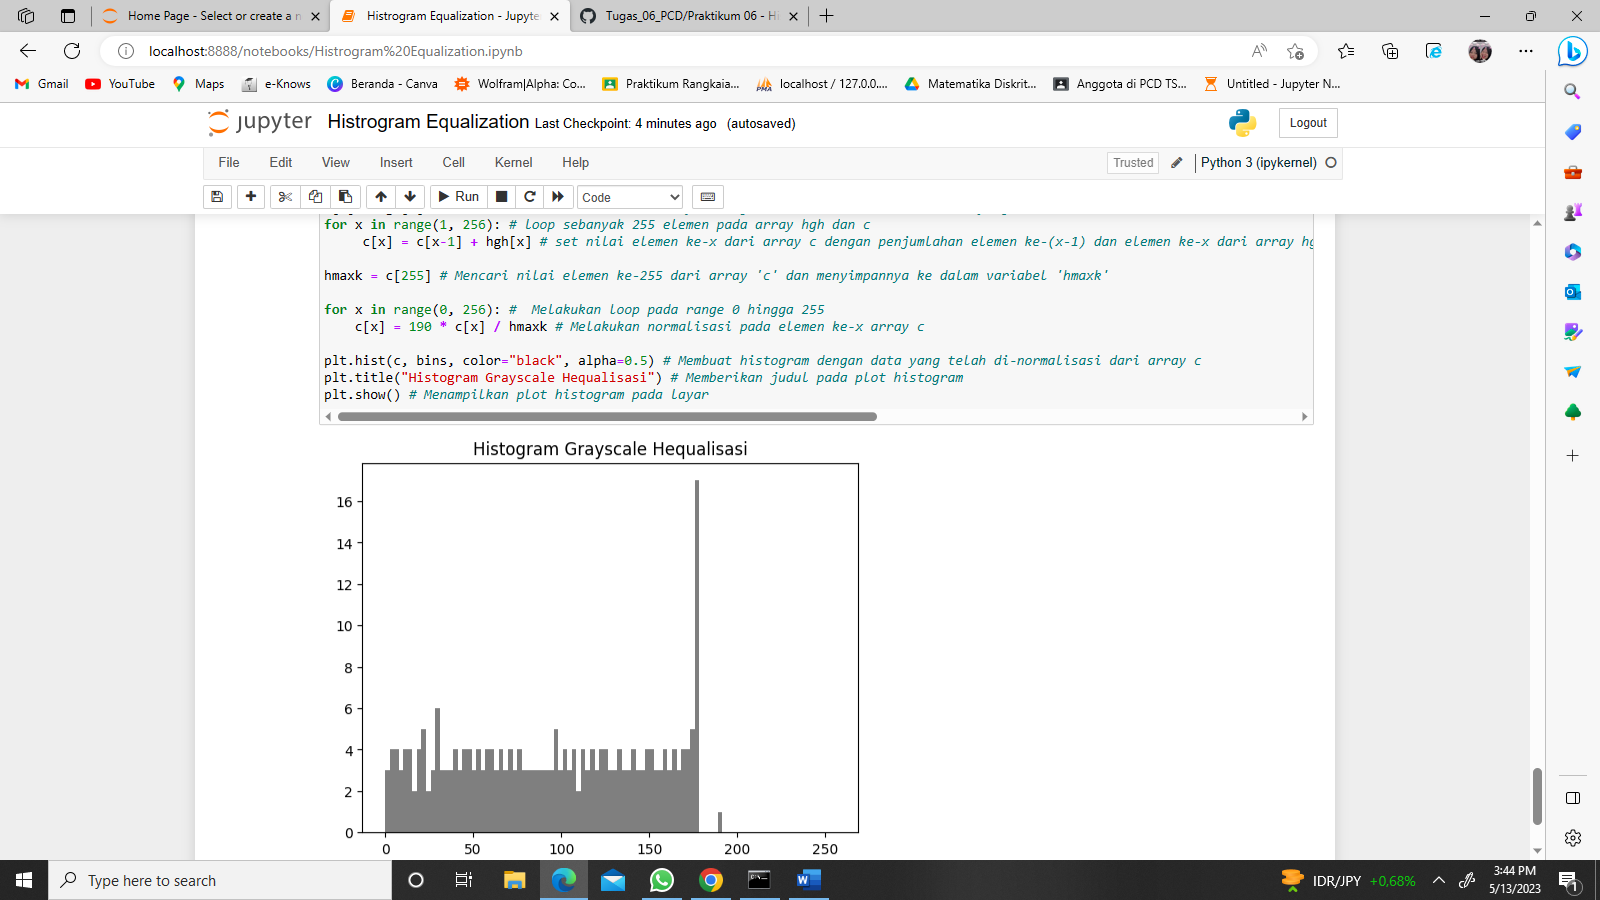 Home Page - Select or create a n
Histrogram Equalization - Jupyte
Tugas_06_PCD/Praktikum 06 - Hi
localhost:8888/notebooks/Histrogram%20Equalization.ipynb
Gmail YouTube Maps e-Knows Beranda - Canva Wolfram|Alpha: Co... Praktikum Rangkaia... localhost / 127.0.0.... Matematika Diskrit... Anggota di PCD TS... Untitled - Jupyter N...
jupyter Histrogram Equalization Last Checkpoint: 4 minutes ago (autosaved)
Logout
File Edit View Insert Cell Kernel Help
Trusted Python 3 (ipykernel)
Run Code
for x in range(1, 256): # loop sebanyak 255 elemen pada array hgh dan c
c[x] = c[x-1] + hgh[x] # set nilai elemen ke-x dari array c dengan penjumlahan elemen ke-(x-1) dan elemen ke-x dari array hg
hmaxk = c[255] # Mencari nilai elemen ke-255 dari array 'c' dan menyimpannya ke dalam variabel 'hmaxk'
for x in range(0, 256): # Melakukan loop pada range 0 hingga 255
c[x] = 190 * c[x] / hmaxk # Melakukan normalisasi pada elemen ke-x array c
plt.hist(c, bins, color="black", alpha=0.5) # Membuat histogram dengan data yang telah di-normalisasi dari array c
plt.title("Histogram Grayscale Hequalisasi") # Memberikan judul pada plot histogram
plt.show() # Menampilkan plot histogram pada layar
Histogram Grayscale Hequalisasi
16
14
12
10
8
6
4
2
0
0 50 100 150 200 250
Type here to search
IDR/JPY +0,68%
3:44 PM
5/13/2023
1